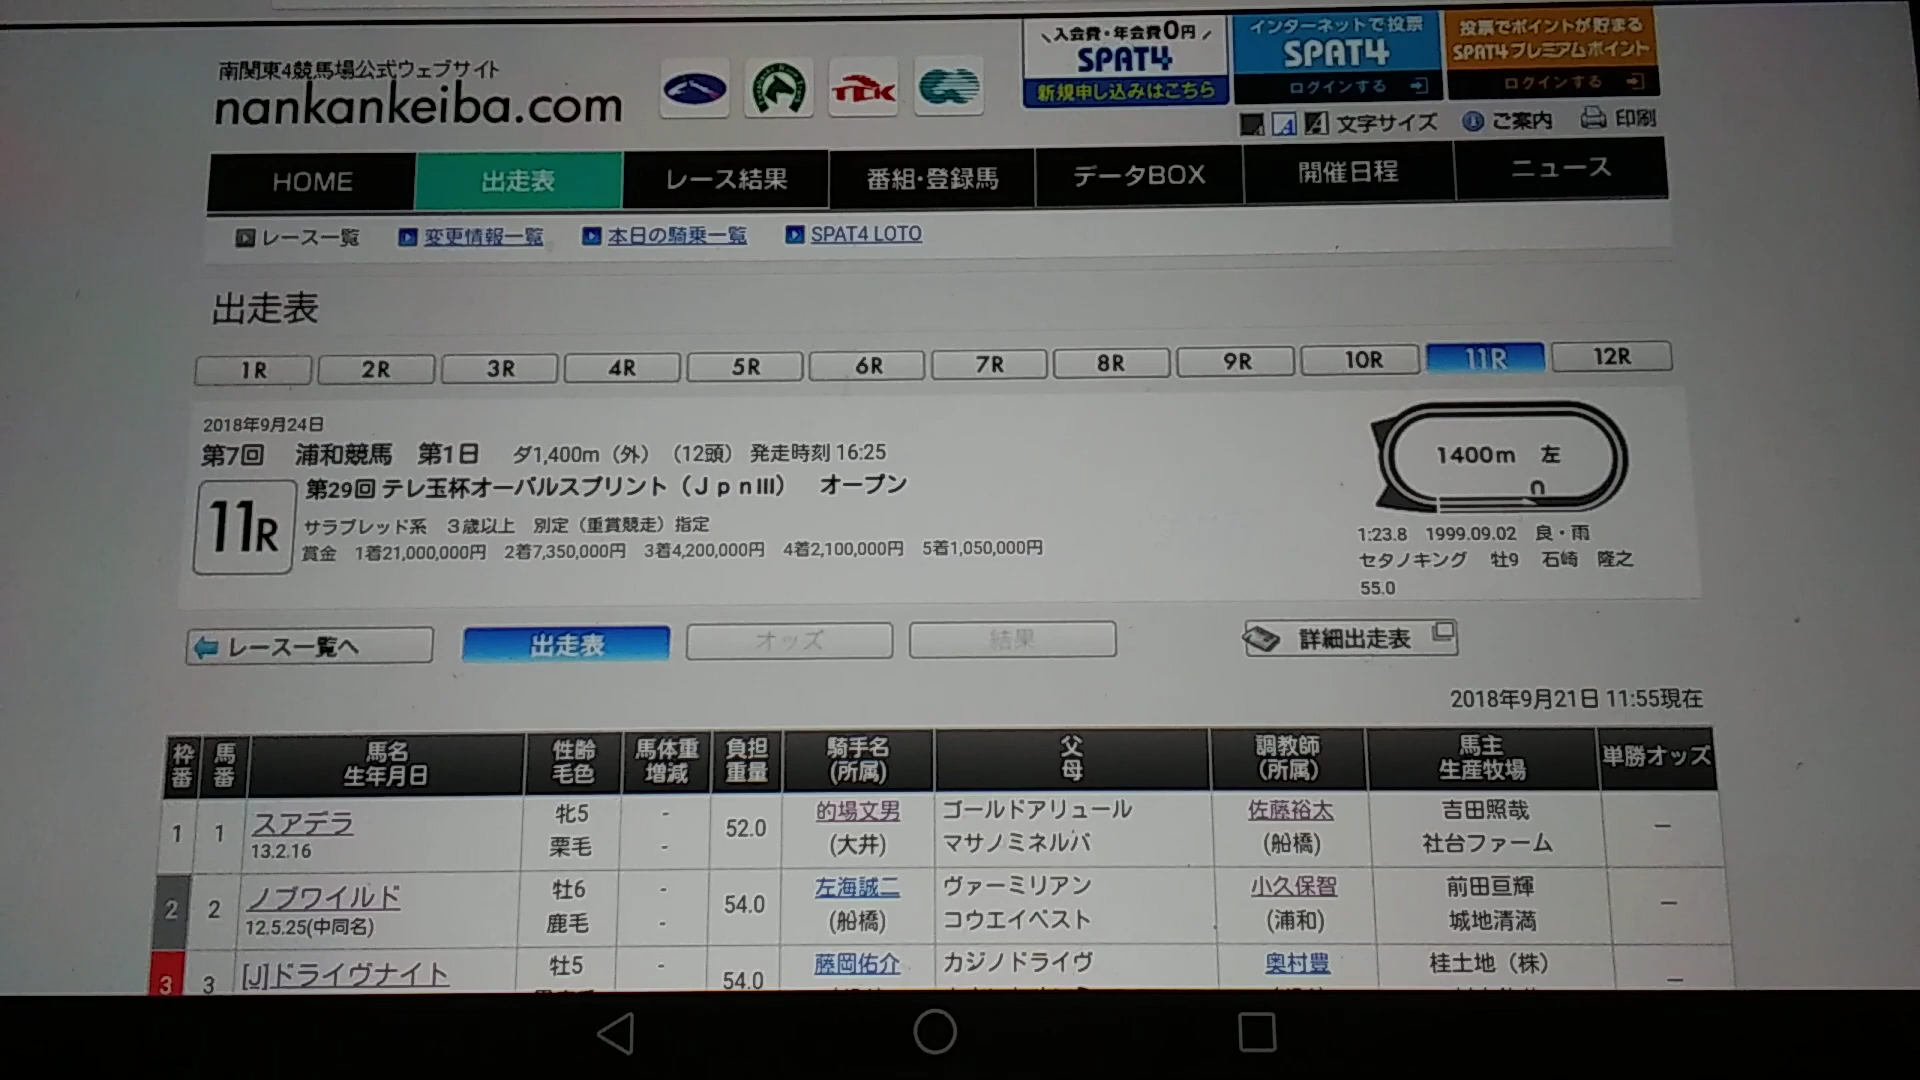 南関東4競馬場公式ウェブサイト
nankankeiba.com
TCK
＼入会費・年会費0円／
SPAT4
新規申し込みはこちら
インターネットで投票
SPAT4
ログインする
投票でポイントが貯まる
SPAT4プレミアムポイント
ログインする
文字サイズ ご案内 印刷
HOME 出走表 レース結果 番組・登録馬 データBOX 開催日程 ニュース
レース一覧 変更情報一覧 本日の騎乗一覧 SPAT4 LOTO
出走表
1R 2R 3R 4R 5R 6R 7R 8R 9R 10R 11R 12R
2018年9月24日
第7回 浦和競馬 第1日 ダ1,400m（外）（12頭） 発走時刻 16:25
11R 第29回 テレ玉杯オーバルスプリント（ＪｐｎⅢ） オープン
サラブレッド系 ３歳以上 別定（重賞競走）指定
賞金 1着21,000,000円 2着7,350,000円 3着4,200,000円 4着2,100,000円 5着1,050,000円
1400m 左
1:23.8 1999.09.02 良・雨
セタノキング 牡9 石崎 隆之
55.0
レース一覧へ 出走表 オッズ 結果 詳細出走表
2018年9月21日 11:55現在
枠番 馬番 馬名 生年月日 性齢 毛色 馬体重 増減 負担重量 騎手名 (所属) 父 母 調教師 (所属) 馬主 生産牧場 単勝オッズ
1 1 スアデラ 牝5 - 52.0 的場文男 ゴールドアリュール 佐藤裕太 吉田照哉 －
13.2.16 栗毛 - (大井) マサノミネルバ (船橋) 社台ファーム
2 2 ノブワイルド 牡6 - 54.0 左海誠二 ヴァーミリアン 小久保智 前田亘輝 －
12.5.25(中同名) 鹿毛 - (船橋) コウエイベスト (浦和) 城地清満
3 3 [J]ドライヴナイト 牡5 - 54.0 藤岡佑介 カジノドライヴ 奥村豊 桂土地（株） －